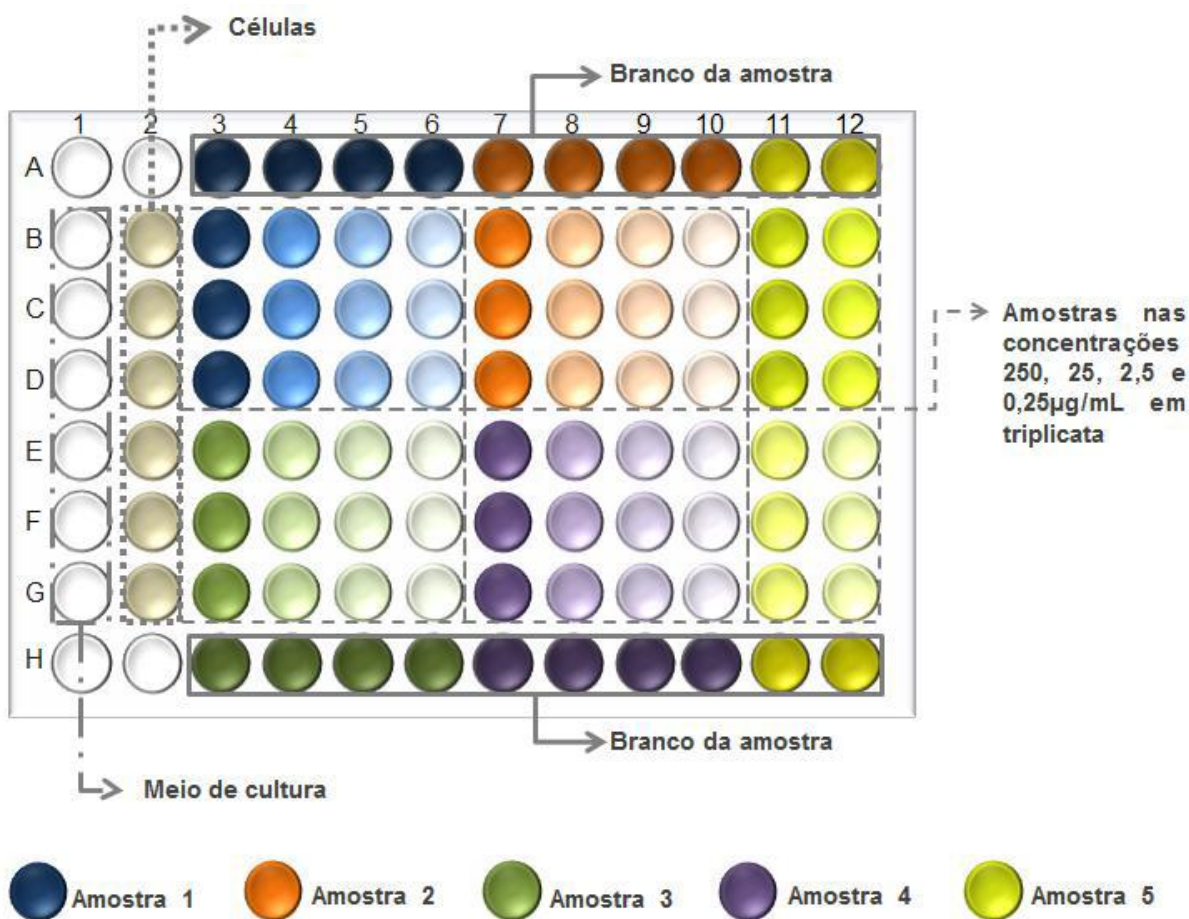 Células
Branco da amostra
1 2 3 4 5 6 7 8 9 10 11 12
A
B
C
D
E
F
G
H
Amostras nas
concentrações
250, 25, 2,5 e
0,25µg/mL em
triplicata
Branco da amostra
Meio de cultura
Amostra 1 Amostra 2 Amostra 3 Amostra 4 Amostra 5